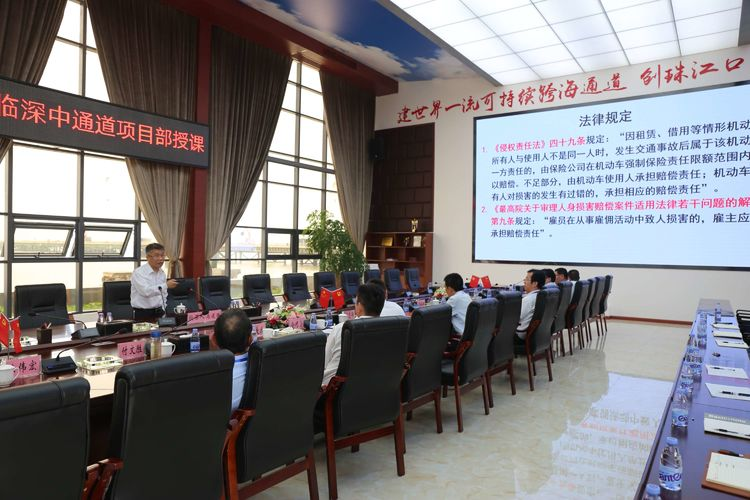 建世界一流可持续跨海通道 创珠江口
临深中通道项目部授课
法律规定
1. 《侵权责任法》四十九条规定：“因租赁、借用等情形机动
所有人与使用人不是同一人时，发生交通事故后属于该机动
一方责任的，由保险公司在机动车强制保险责任限额范围内
以赔偿。不足部分，由机动车使用人承担赔偿责任；机动车
有人对损害的发生有过错的，承担相应的赔偿责任”。
2. 《最高院关于审理人身损害赔偿案件适用法律若干问题的解
第九条规定：“雇员在从事雇佣活动中致人损害的，雇主应
承担赔偿责任”。
伟宏
付文胜